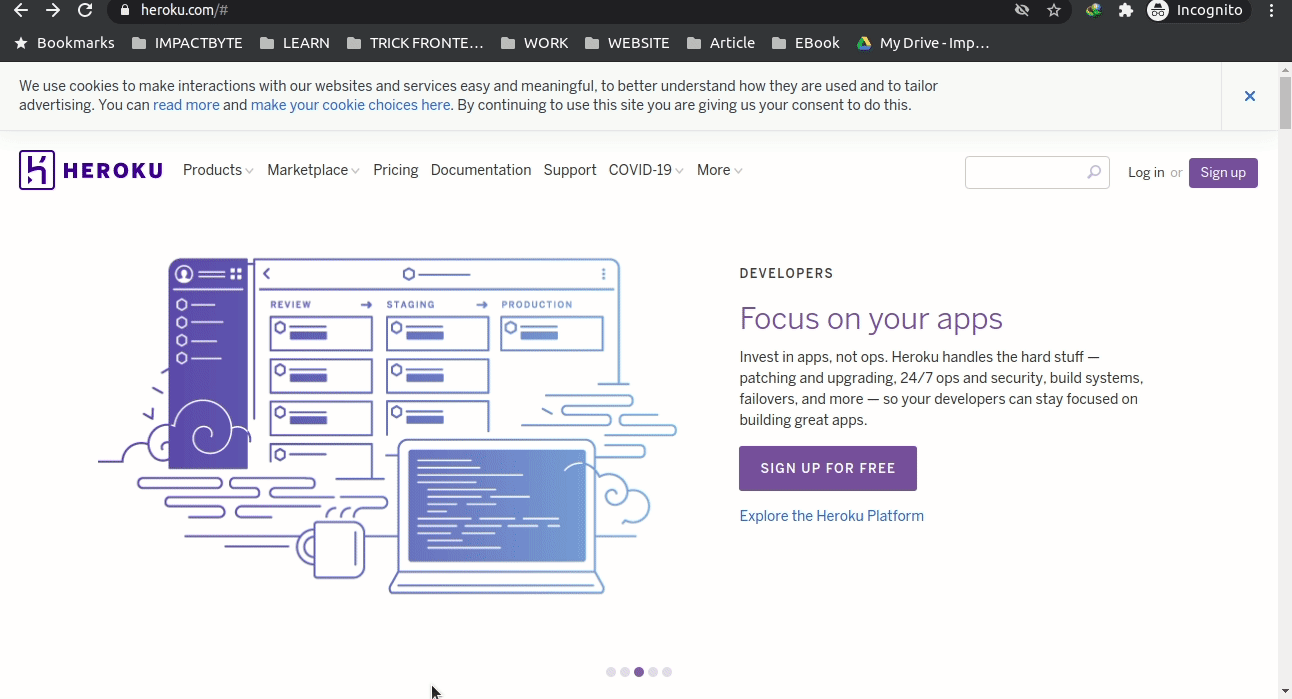 heroku.com/#
Incognito
Bookmarks IMPACTBYTE LEARN TRICK FRONTE... WORK WEBSITE Article EBook My Drive - Imp...
We use cookies to make interactions with our websites and services easy and meaningful, to better understand how they are used and to tailor
advertising. You can read more and make your cookie choices here. By continuing to use this site you are giving us your consent to do this.
HEROKU Products Marketplace Pricing Documentation Support COVID-19 More Log in or Sign up
REVIEW STAGING PRODUCTION
DEVELOPERS
Focus on your apps
Invest in apps, not ops. Heroku handles the hard stuff —
patching and upgrading, 24/7 ops and security, build systems,
failovers, and more — so your developers can stay focused on
building great apps.
SIGN UP FOR FREE
Explore the Heroku Platform